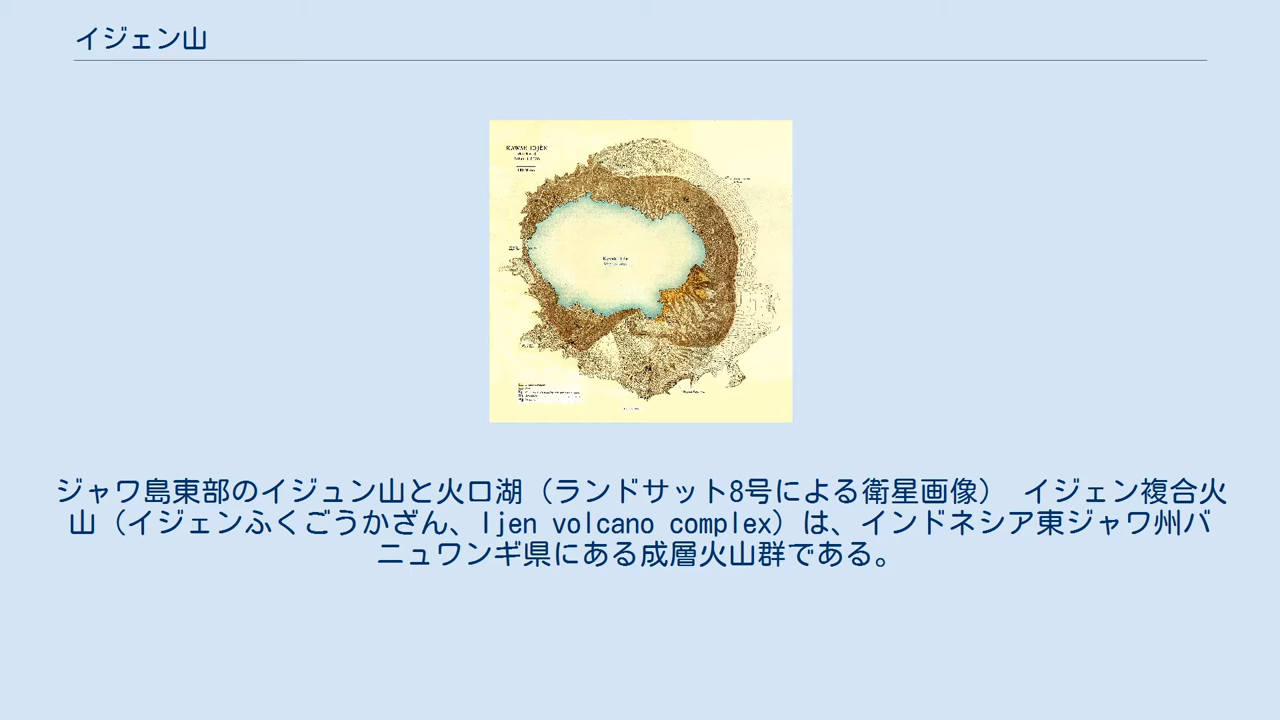 イジェン山
KAWAH IDJEN
ジャワ島東部のイジュン山と火口湖（ランドサット8号による衛星画像） イジェン複合火
山（イジェンふくごうかざん、Ijen volcano complex）は、インドネシア東ジャワ州バ
ニュワンギ県にある成層火山群である。